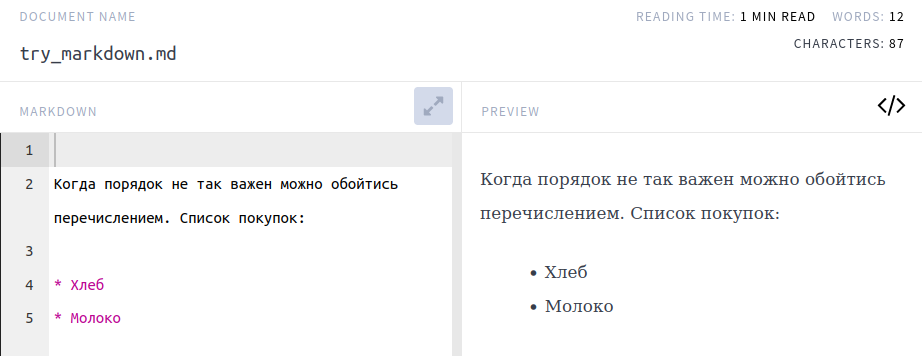 DOCUMENT NAME
READING TIME: 1 MIN READ WORDS: 12
CHARACTERS: 87
try_markdown.md
MARKDOWN
PREVIEW
1
2 Когда порядок не так важен можно обойтись
перечислением. Список покупок:
3
4 * Хлеб
5 * Молоко
Когда порядок не так важен можно обойтись
перечислением. Список покупок:
• Хлеб
• Молоко